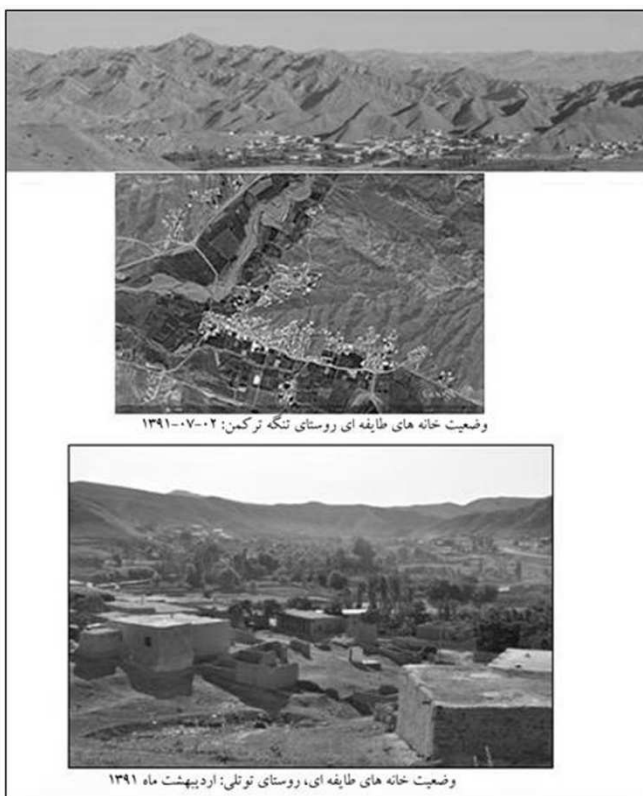 وضعیت خانه های طایفه ای روستای تنگه ترکمن: ۰۲-۰۷-۱۳۹۱
وضعیت خانه های طایفه ای، روستای توتلی: اردیبهشت ماه ۱۳۹۱